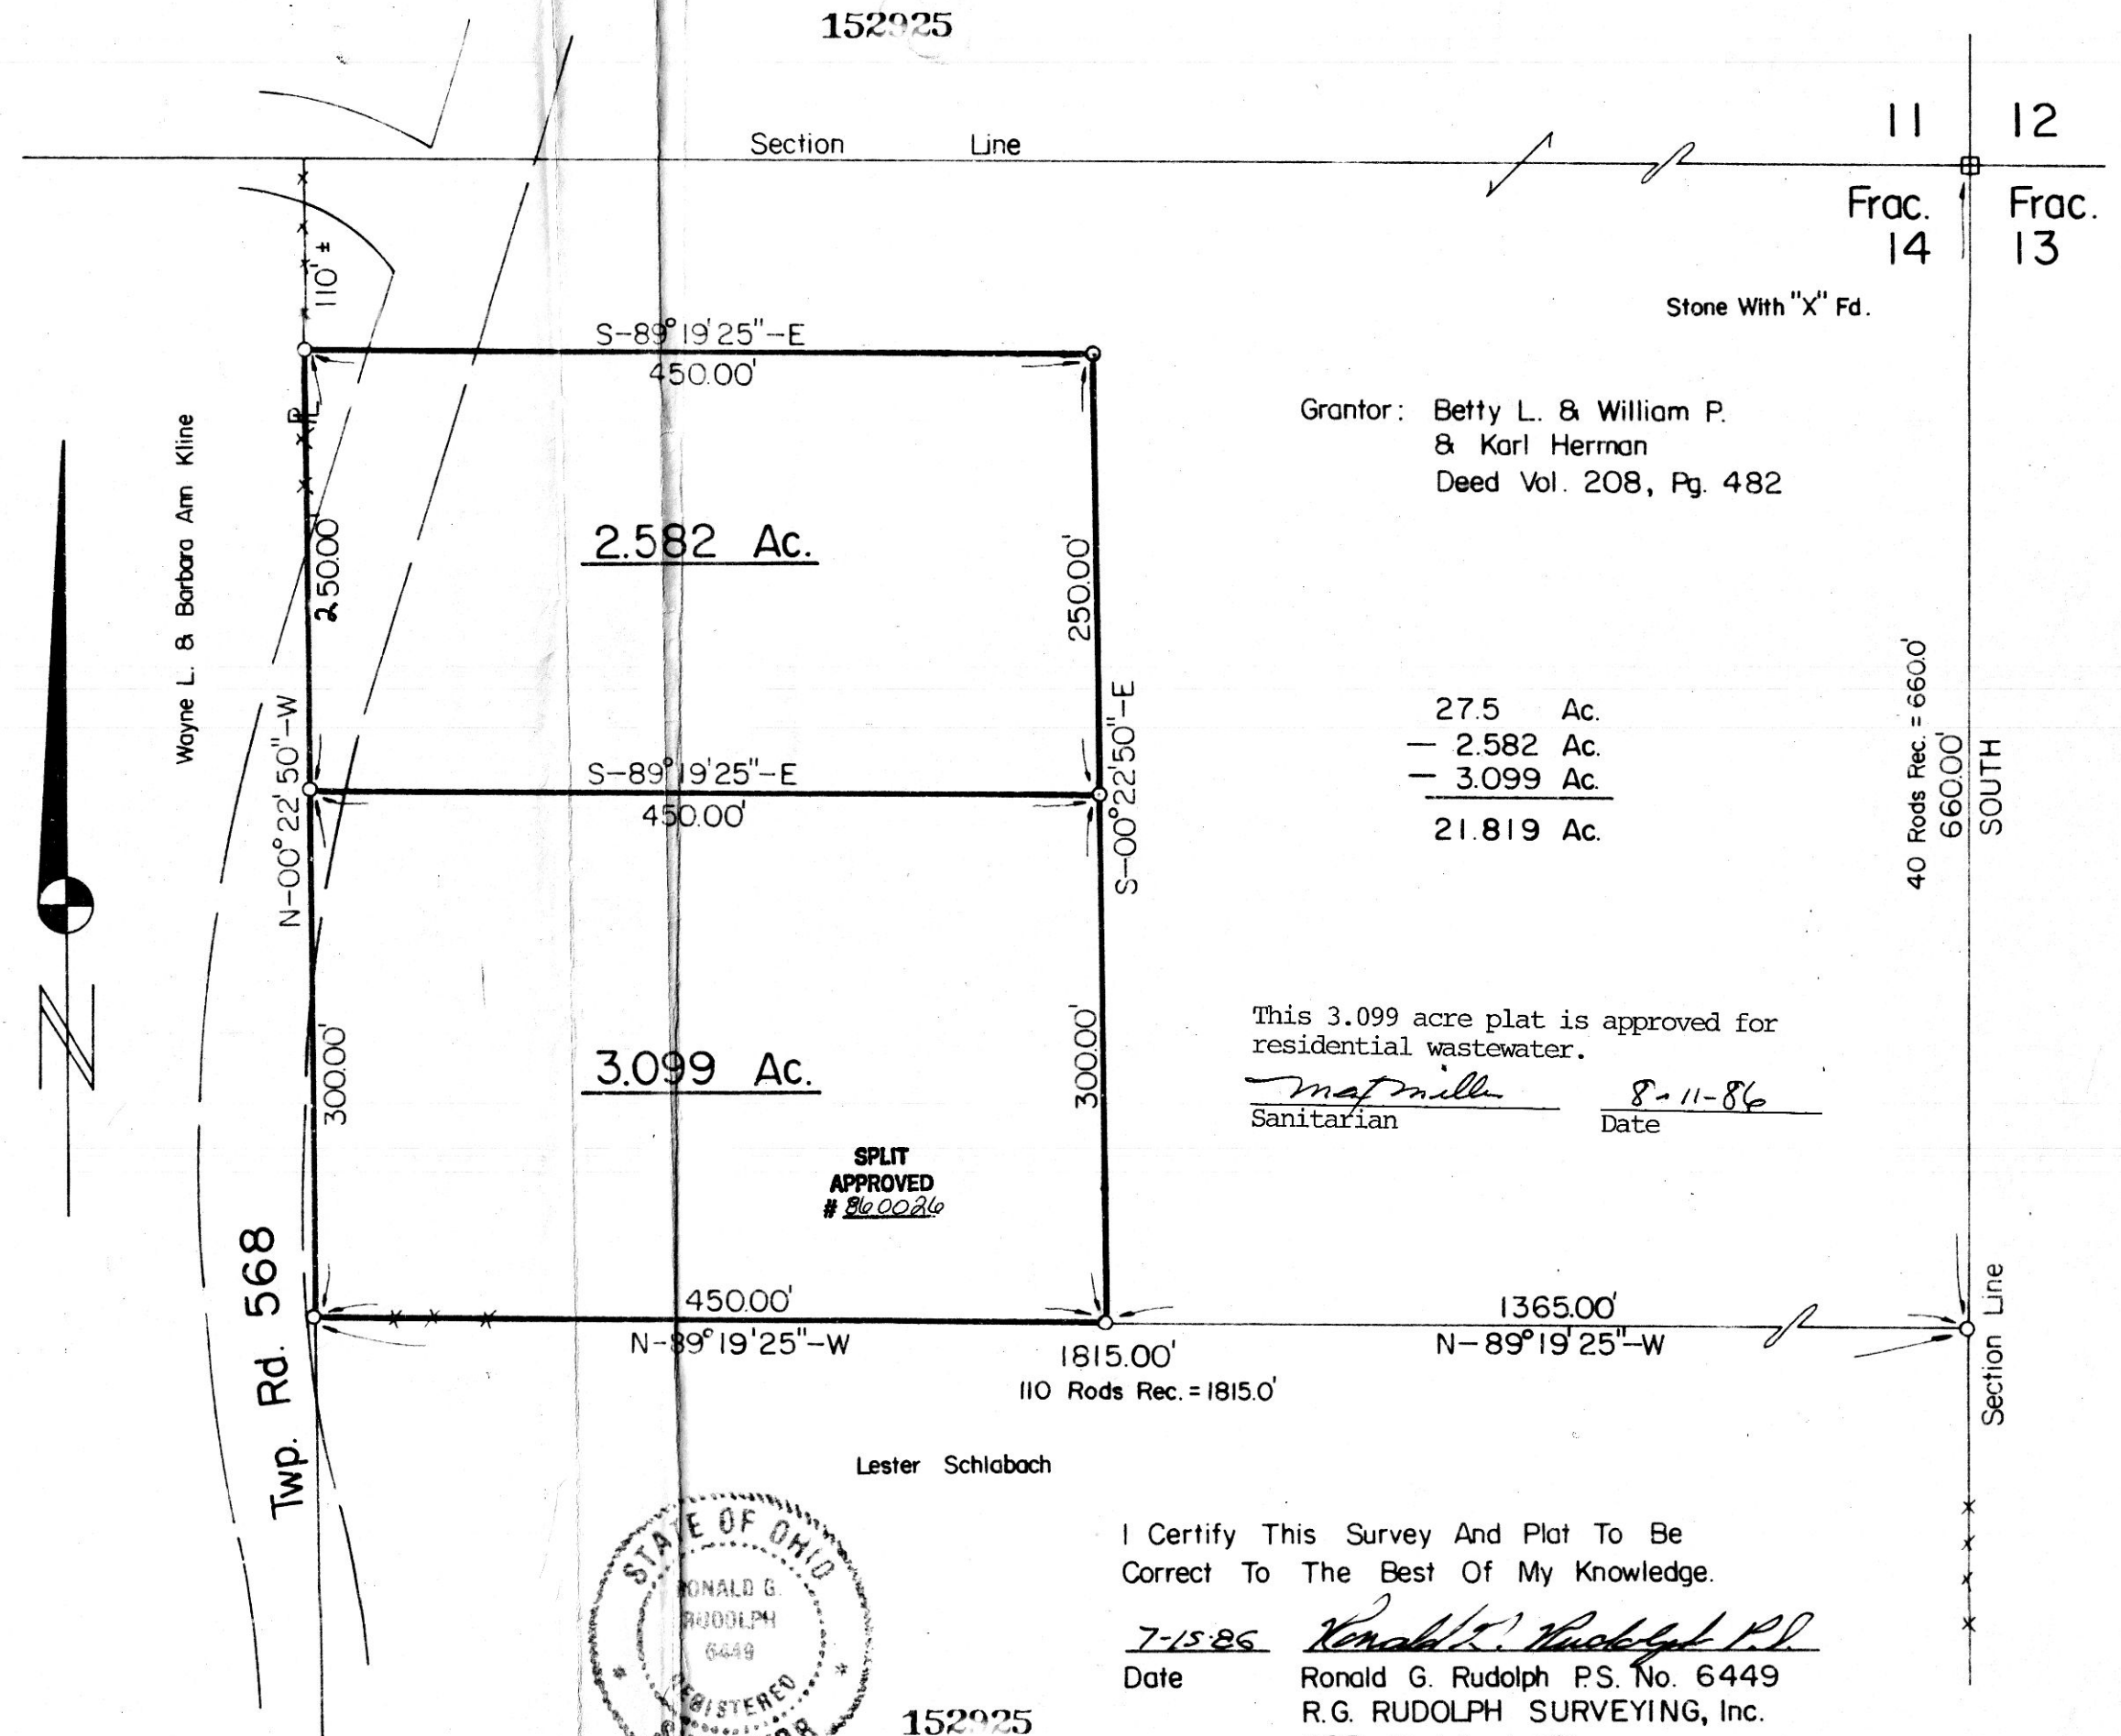 152925
Section Line
11 12
Frac. Frac.
14 13
110' ±
Stone With "X" Fd.
S-89°19'25"-E
450.00'
Grantor: Betty L. & William P.
& Karl Herrman
Deed Vol. 208, Pg. 482
Wayne L. & Barbara Ann Kline
PL
250.00'
2.582 Ac.
250.00'
N-00°22'50"-W
S-00°22'50"-E
27.5 Ac.
- 2.582 Ac.
- 3.099 Ac.
21.819 Ac.
40 Rods Rec. = 660.0'
660.00'
SOUTH
S-89°19'25"-E
450.00'
N
300.00'
3.099 Ac.
300.00'
This 3.099 acre plat is approved for
residential wastewater.
Max Miller 8-11-86
Sanitarian Date
SPLIT
APPROVED
# 860026
Twp. Rd. 568
450.00'
N-89°19'25"-W
1365.00'
N-89°19'25"-W
1815.00'
110 Rods Rec. = 1815.0'
Section Line
Lester Schlabach
STATE OF OHIO
RONALD G.
RUDOLPH
6449
REGISTERED
I Certify This Survey And Plat To Be
Correct To The Best Of My Knowledge.
7-15-86 Ronald G. Rudolph P.S.
Date Ronald G. Rudolph P.S. No. 6449
R.G. RUDOLPH SURVEYING, Inc.
152925